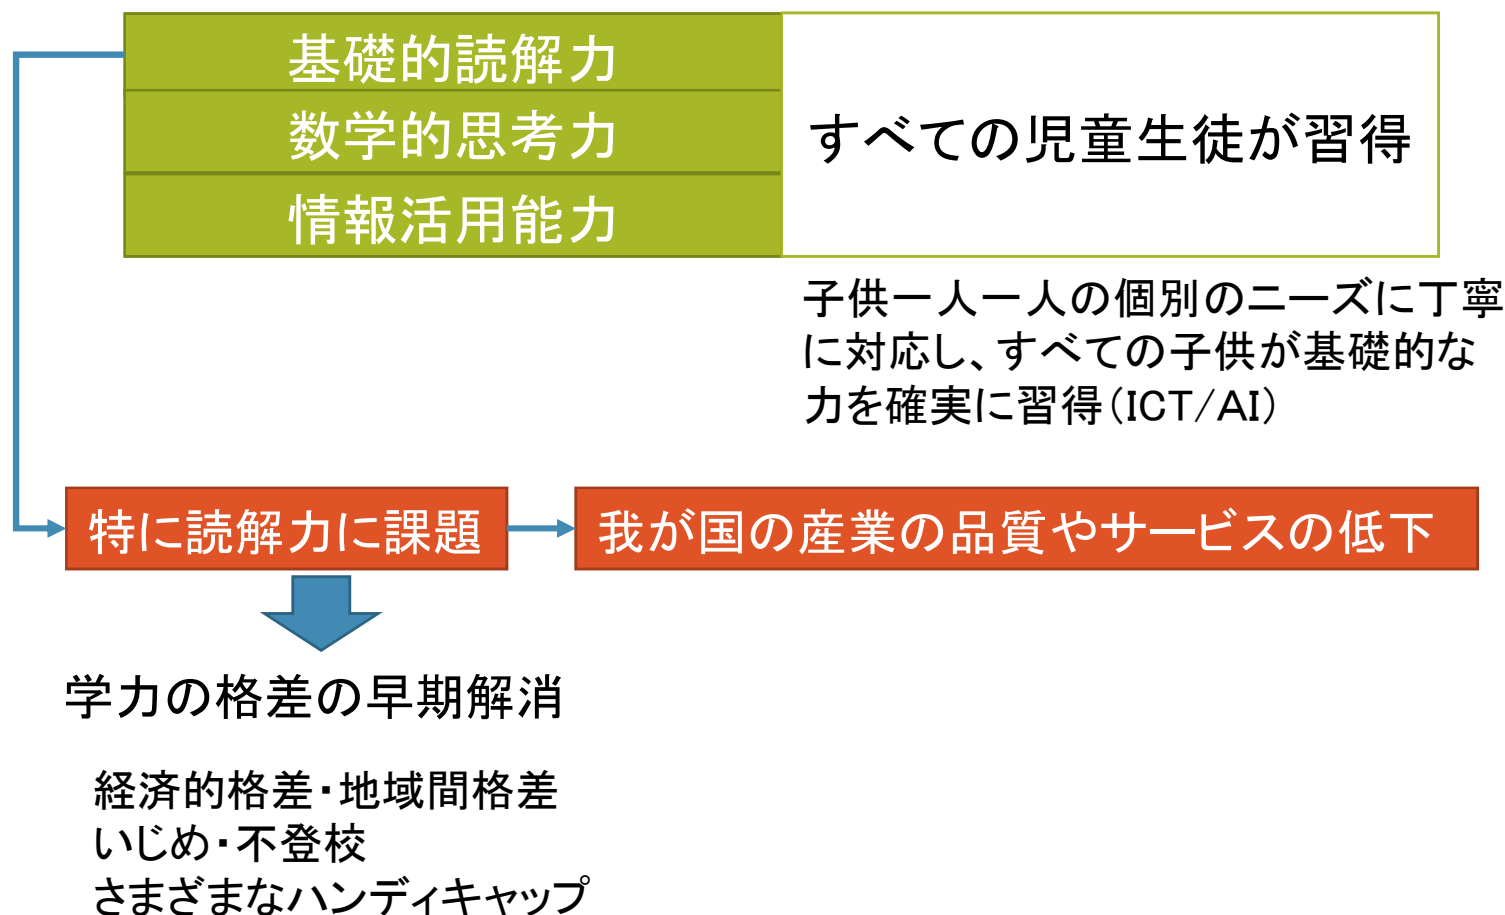 基礎的読解力
数学的思考力
情報活用能力
すべての児童生徒が習得
子供一人一人の個別のニーズに丁寧
に対応し、すべての子供が基礎的な
力を確実に習得（ICT/AI）
特に読解力に課題
我が国の産業の品質やサービスの低下
学力の格差の早期解消
経済的格差・地域間格差
いじめ・不登校
さまざまなハンディキャップ